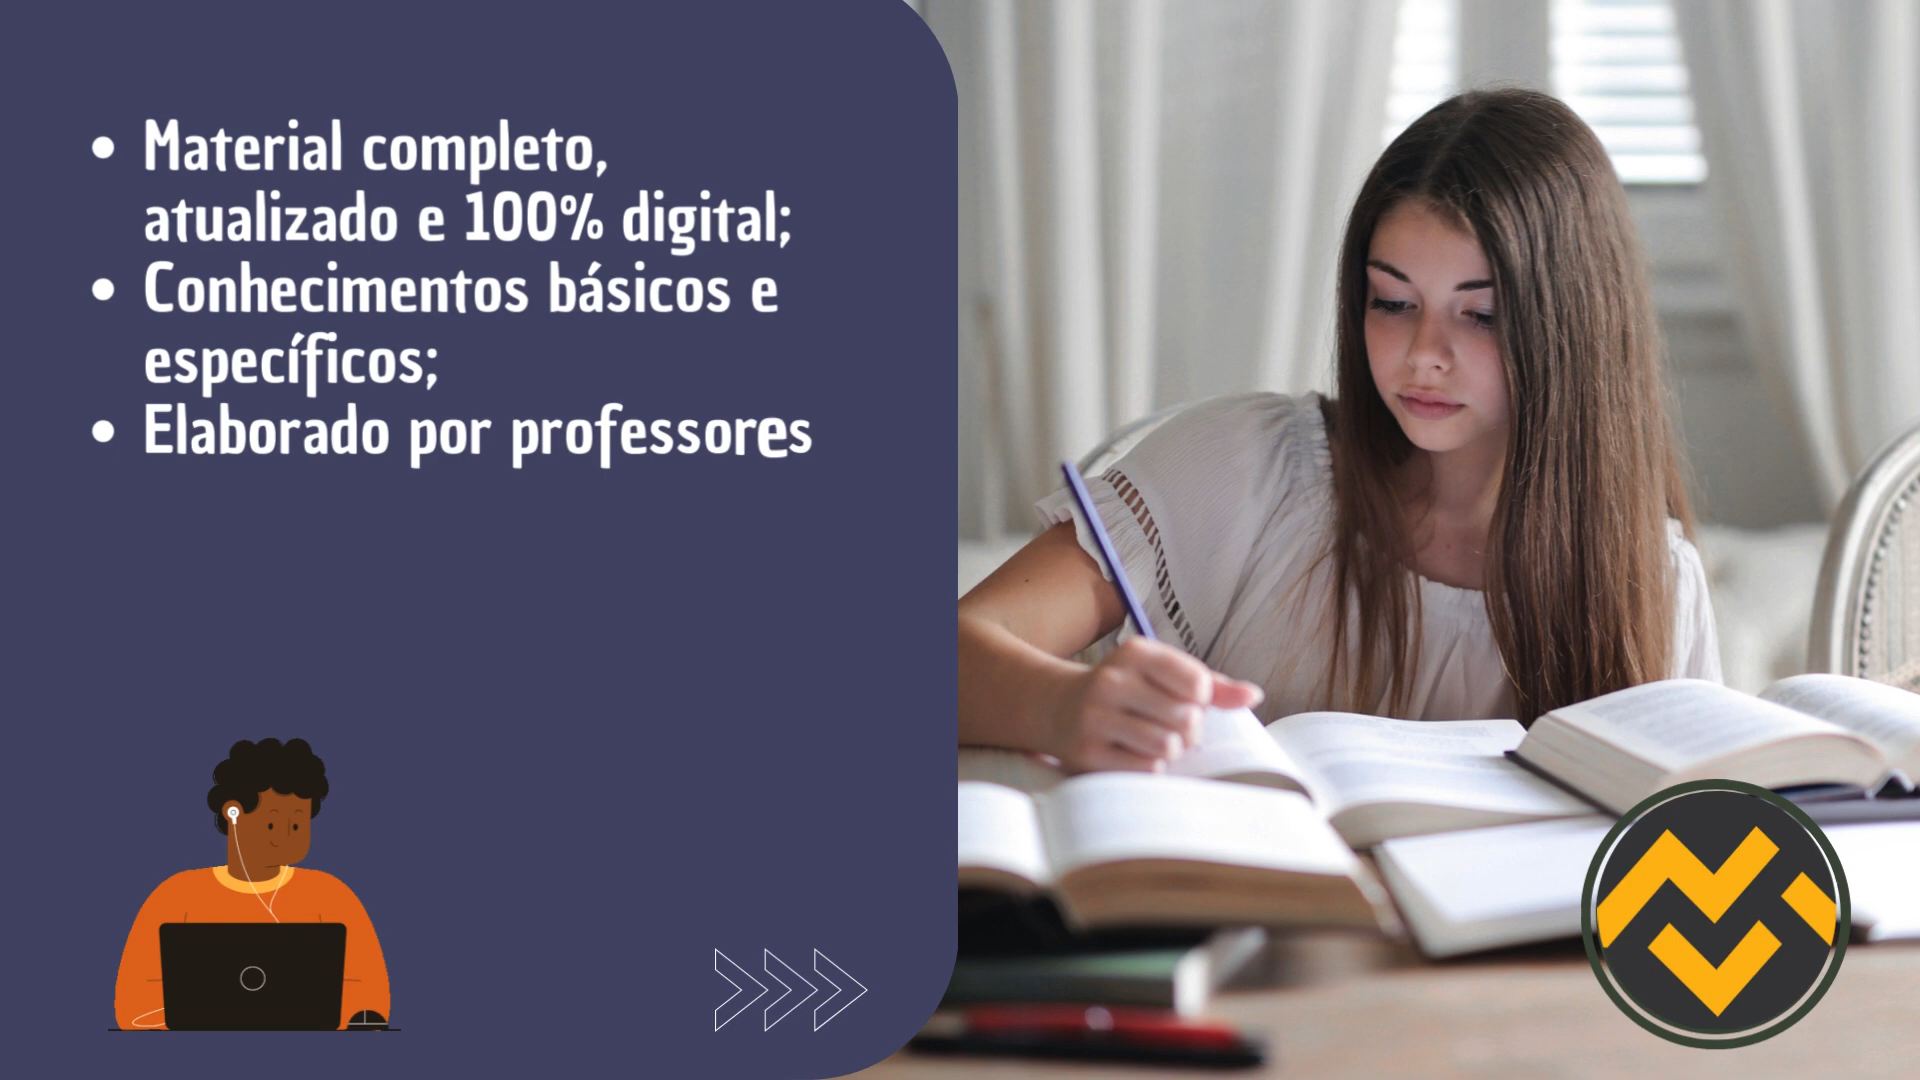 • Material completo,
atualizado e 100% digital;
• Conhecimentos básicos e
específicos;
• Elaborado por professores